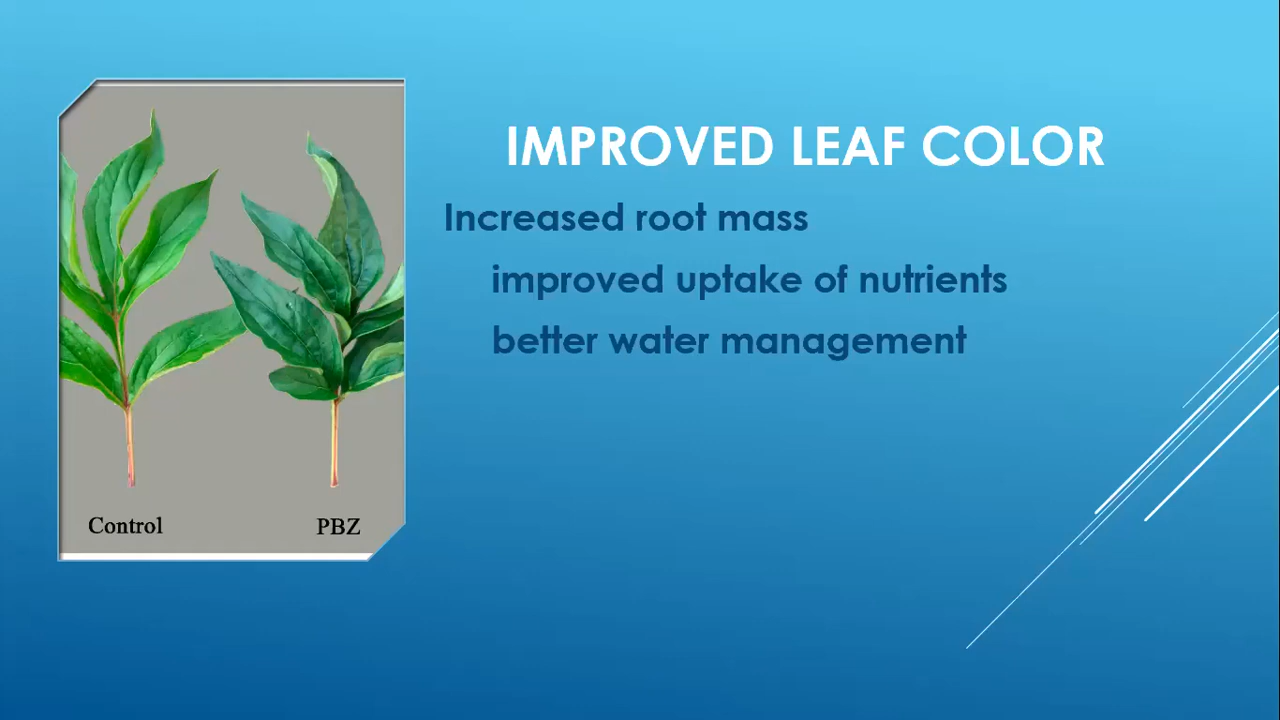 IMPROVED LEAF COLOR
Increased root mass
improved uptake of nutrients
better water management
Control
PBZ